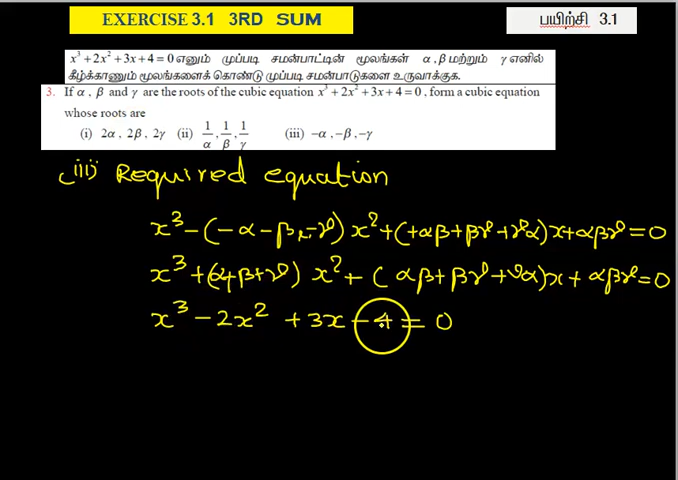 EXERCISE 3.1 3RD SUM
பயிற்சி 3.1
x³ + 2x² + 3x + 4 = 0 எனும் முப்படி சமன்பாட்டின் மூலங்கள் α, β மற்றும் γ எனில்
கீழ்க்காணும் மூலங்களைக் கொண்டு முப்படி சமன்பாடுகளை உருவாக்குக.
3. If α, β and γ are the roots of the cubic equation x³ + 2x² + 3x + 4 = 0, form a cubic equation
whose roots are
(i) 2α, 2β, 2γ (ii) 1/α, 1/β, 1/γ (iii) −α, −β, −γ
(iii) Required equation
x³ − (−α − β − γ) x² + (+αβ + βγ + γα)x + αβγ = 0
x³ + (α + β + γ) x² + (αβ + βγ + γα)x + αβγ = 0
x³ − 2x² + 3x − 4 = 0